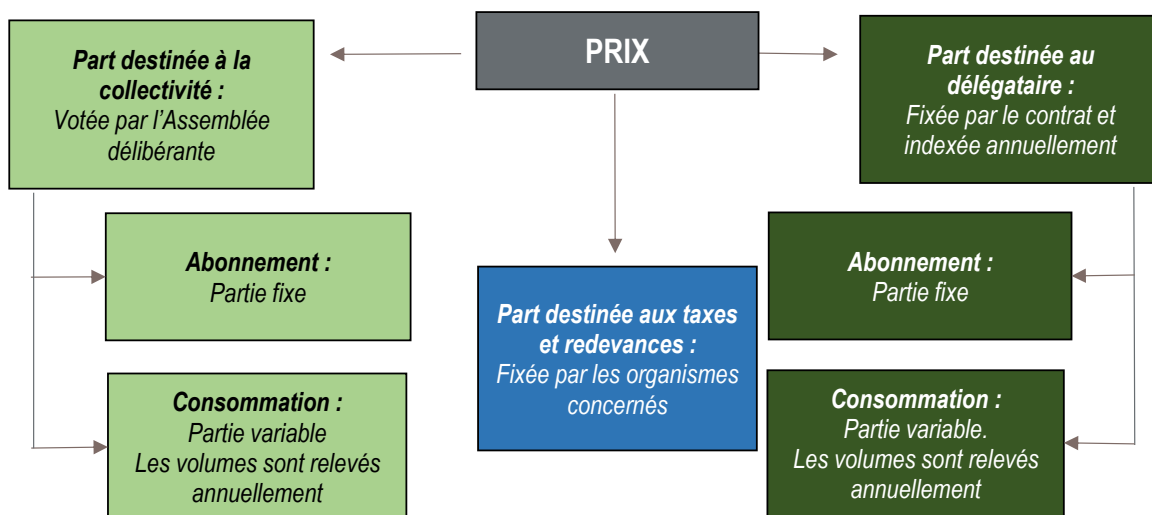 PRIX
Part destinée à la
collectivité :
Votée par l'Assemblée
délibérante
Abonnement :
Partie fixe
Consommation :
Partie variable
Les volumes sont relevés
annuellement
Part destinée aux taxes
et redevances :
Fixée par les organismes
concernés
Part destinée au
délégataire :
Fixée par le contrat et
indexée annuellement
Abonnement :
Partie fixe
Consommation :
Partie variable.
Les volumes sont relevés
annuellement